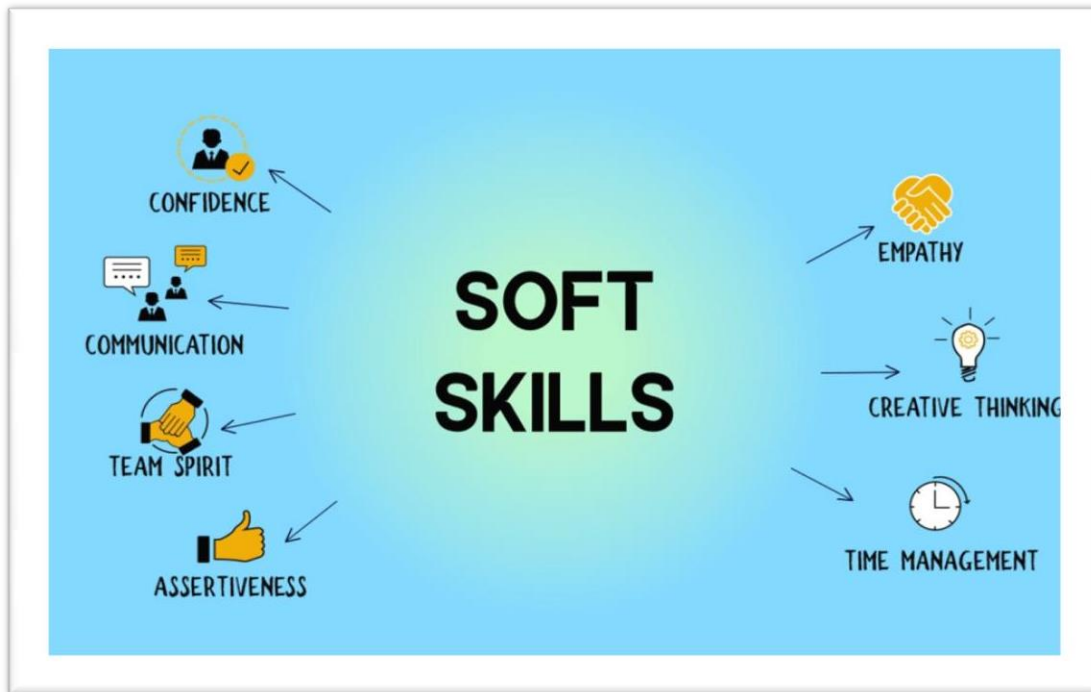 CONFIDENCE
COMMUNICATION
TEAM SPIRIT
ASSERTIVENESS
SOFT
SKILLS
EMPATHY
CREATIVE THINKING
TIME MANAGEMENT